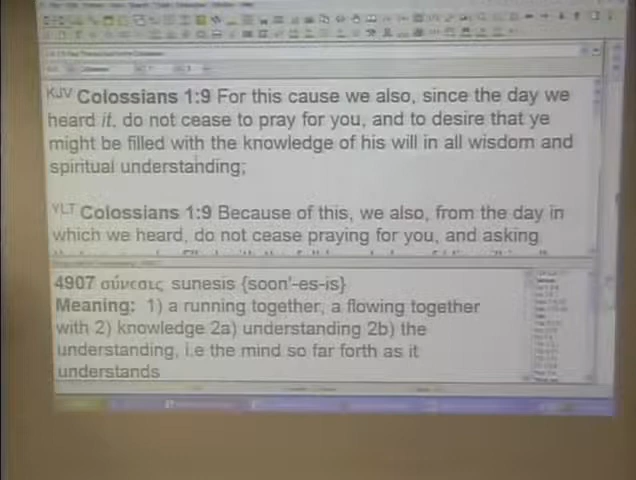 KJV Colossians 1:9 For this cause we also, since the day we
heard it, do not cease to pray for you, and to desire that ye
might be filled with the knowledge of his will in all wisdom and
spiritual understanding;
YLT Colossians 1:9 Because of this, we also, from the day in
which we heard, do not cease praying for you, and asking
4907 σύνεσις sunesis {soon'-es-is}
Meaning: 1) a running together, a flowing together
with 2) knowledge 2a) understanding 2b) the
understanding, i.e the mind so far forth as it
understands